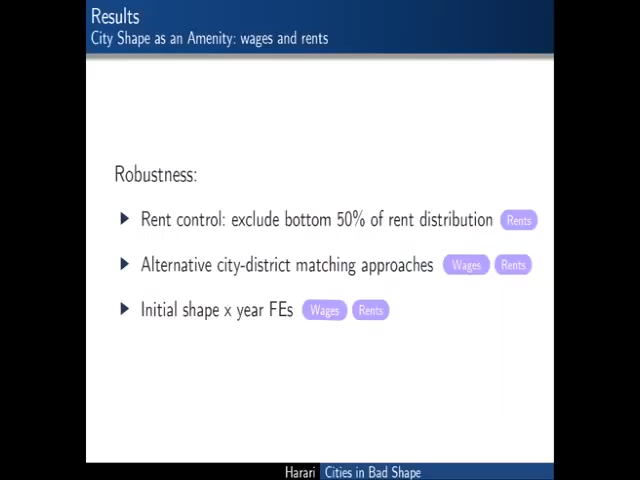 Results
City Shape as an Amenity: wages and rents
Robustness:
Rent control: exclude bottom 50% of rent distribution Rents
Alternative city-district matching approaches Wages Rents
Initial shape x year FEs Wages Rents
Harari Cities in Bad Shape